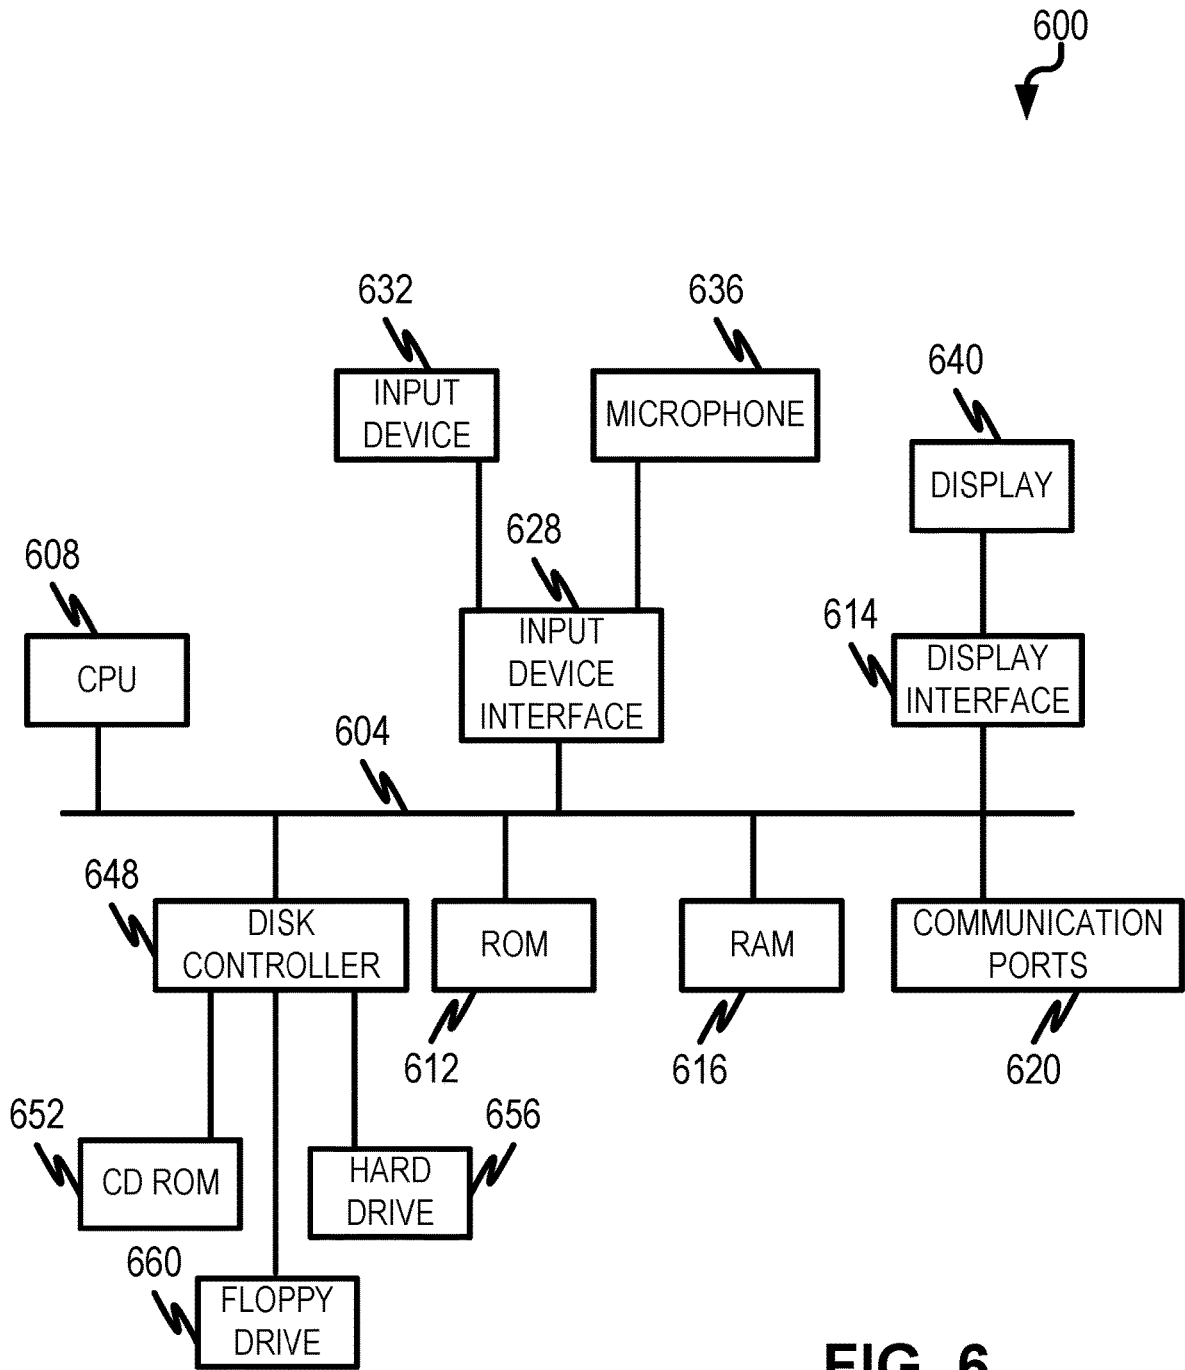 600
632
636
640
INPUT
DEVICE
MICROPHONE
DISPLAY
628
608
614
CPU
INPUT
DEVICE
INTERFACE
DISPLAY
INTERFACE
604
648
DISK
CONTROLLER
ROM
RAM
COMMUNICATION
PORTS
612
616
620
652
656
CD ROM
HARD
DRIVE
660
FLOPPY
DRIVE
FIG. 6